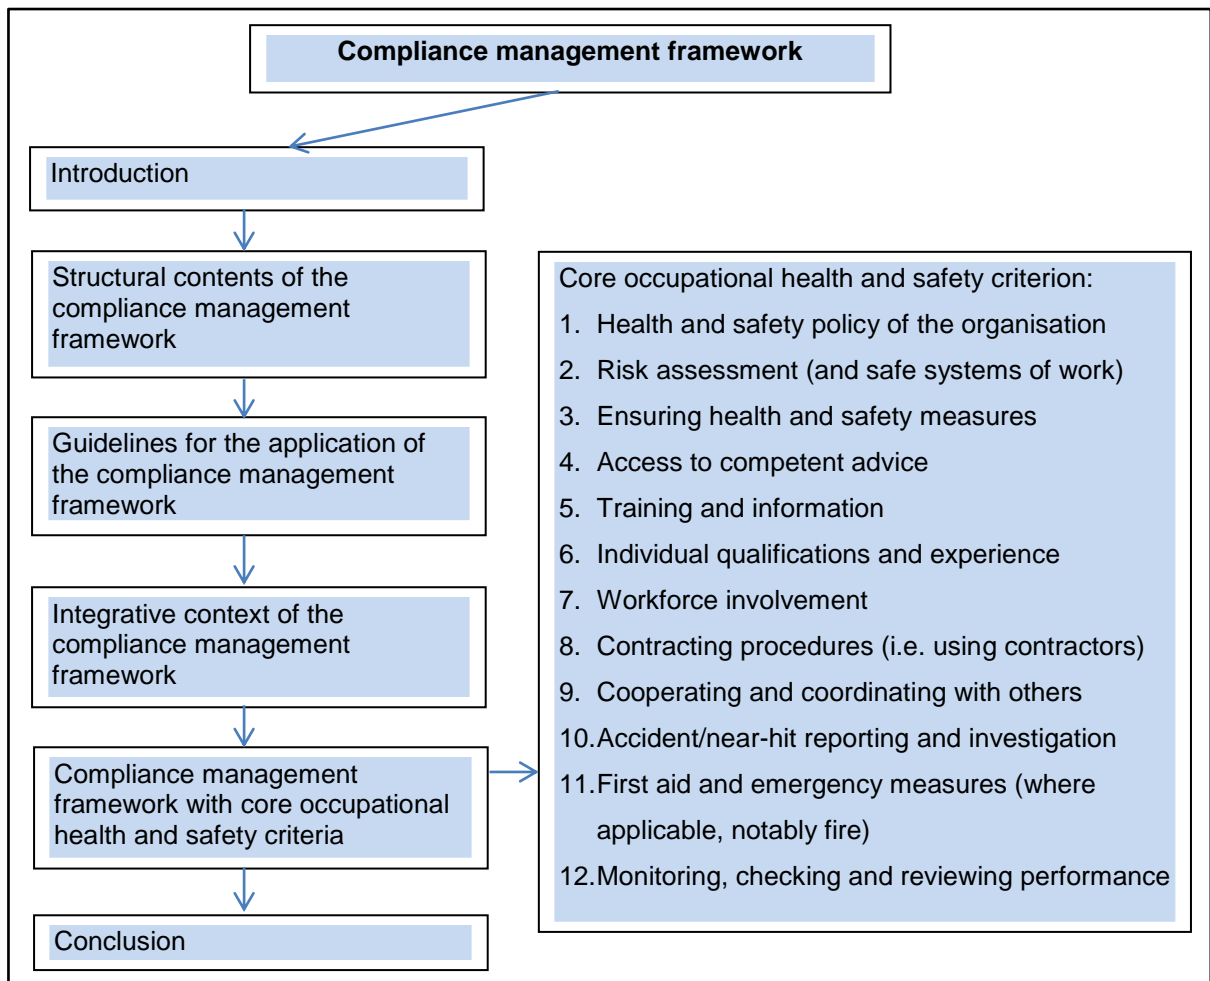 Compliance management framework
Introduction
Structural contents of the
compliance management
framework
Guidelines for the application of
the compliance management
framework
Integrative context of the
compliance management
framework
Compliance management
framework with core occupational
health and safety criteria
Conclusion
Core occupational health and safety criterion:
1. Health and safety policy of the organisation
2. Risk assessment (and safe systems of work)
3. Ensuring health and safety measures
4. Access to competent advice
5. Training and information
6. Individual qualifications and experience
7. Workforce involvement
8. Contracting procedures (i.e. using contractors)
9. Cooperating and coordinating with others
10.Accident/near-hit reporting and investigation
11.First aid and emergency measures (where
applicable, notably fire)
12.Monitoring, checking and reviewing performance